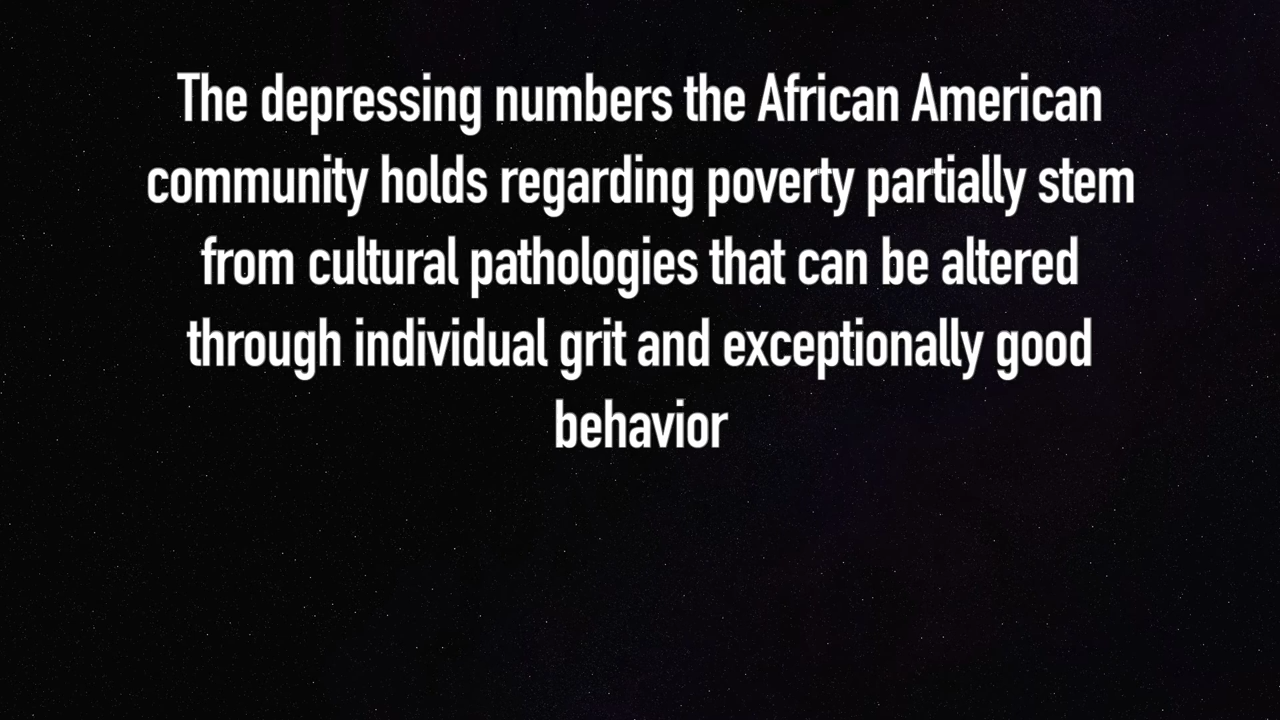 The depressing numbers the African American
community holds regarding poverty partially stem
from cultural pathologies that can be altered
through individual grit and exceptionally good
behavior